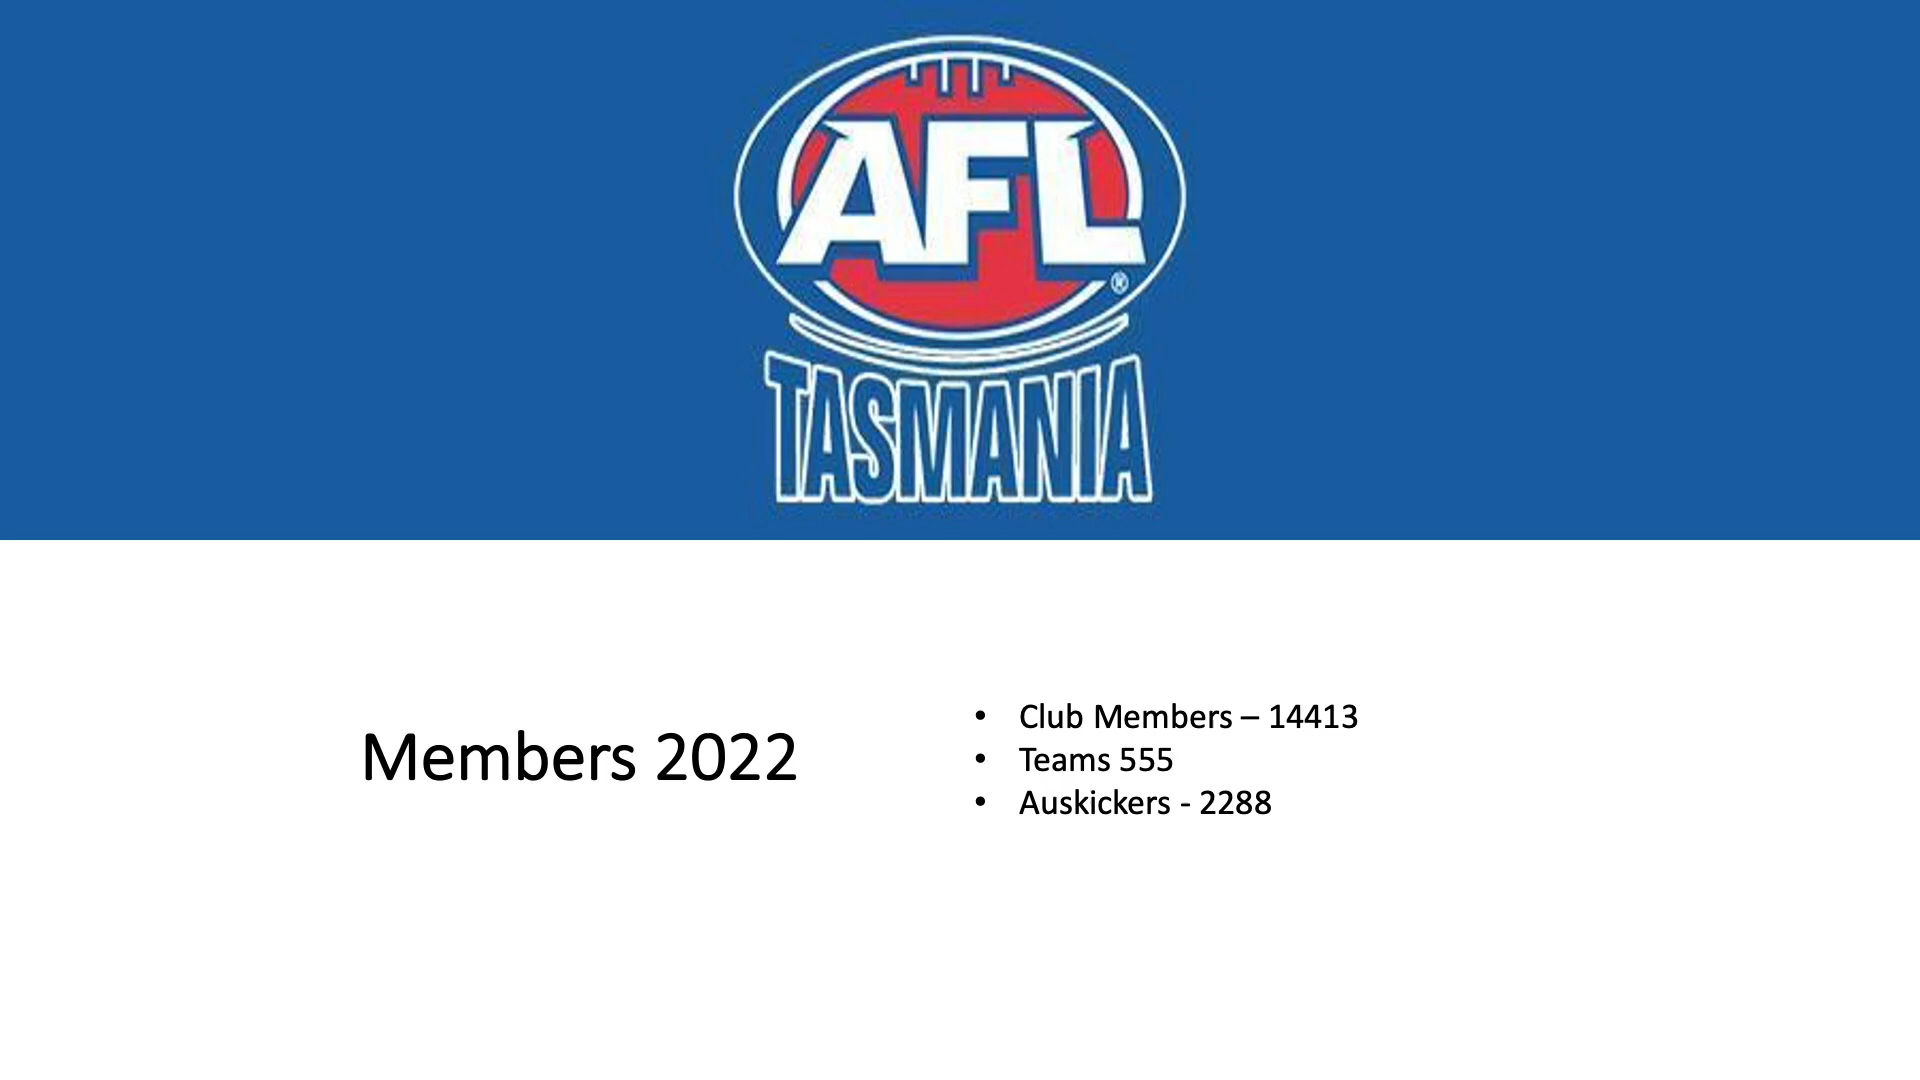 AFL
®
TASMANIA
Members 2022
• Club Members – 14413
• Teams 555
• Auskickers - 2288